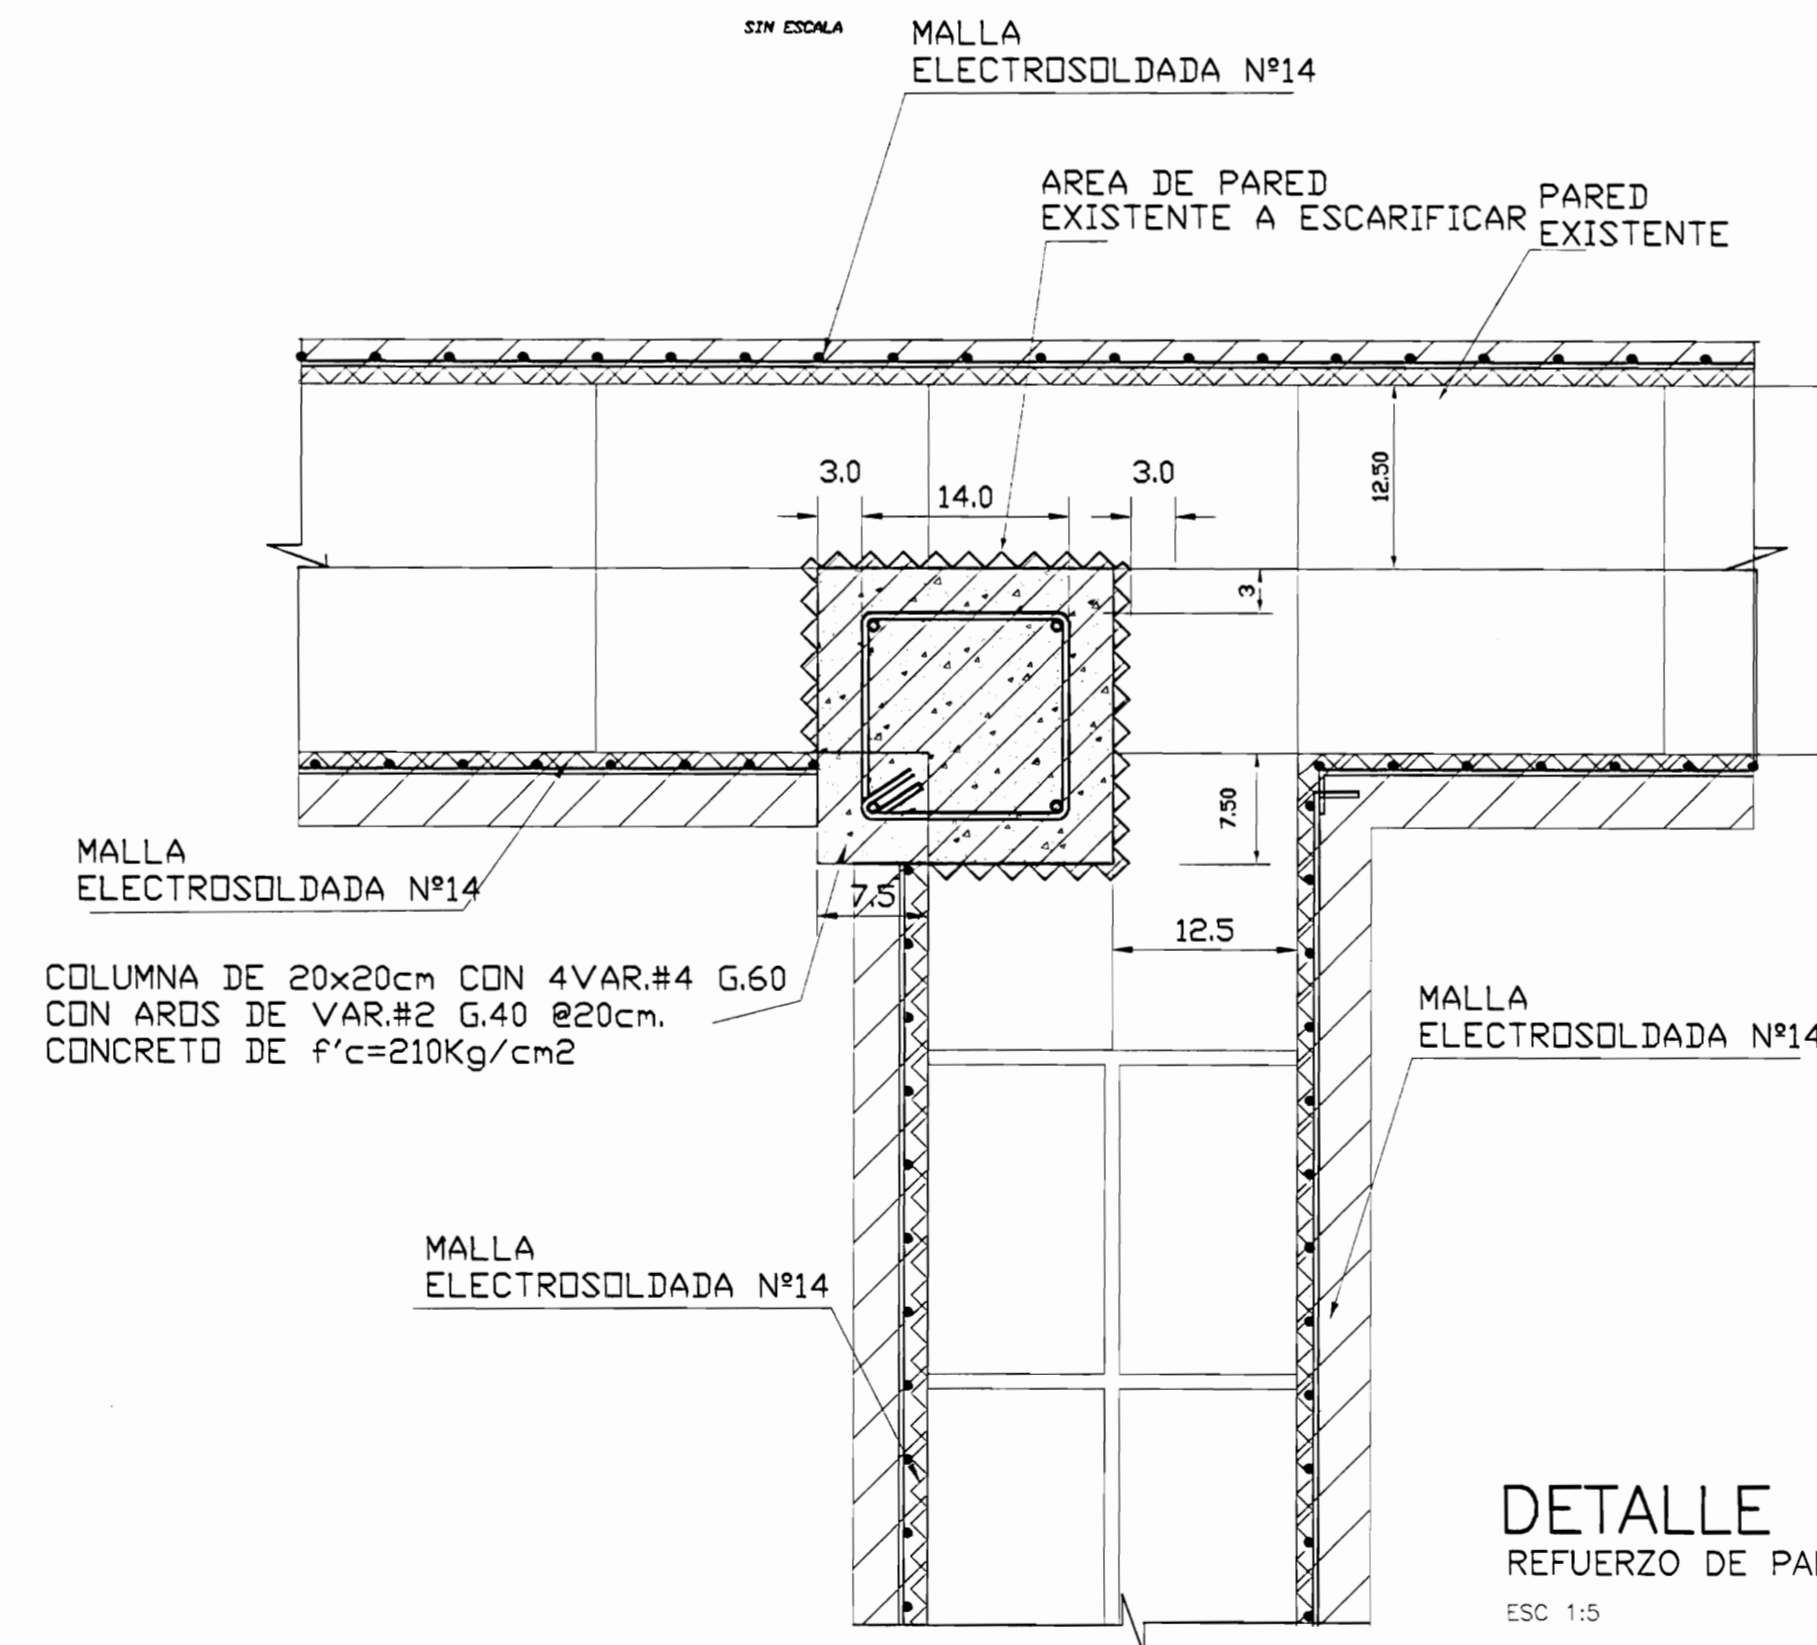 SIN ESCALA
MALLA
ELECTROSOLDADA Nº14
AREA DE PARED
EXISTENTE A ESCARIFICAR
PARED
EXISTENTE
3.0
14.0
3.0
12.50
3
7.50
7.5
12.5
MALLA
ELECTROSOLDADA Nº14
COLUMNA DE 20x20cm CON 4VAR.#4 G.60
CON AROS DE VAR.#2 G.40 @20cm.
CONCRETO DE f'c=210Kg/cm2
MALLA
ELECTROSOLDADA Nº14
MALLA
ELECTROSOLDADA Nº14
DETALLE
REFUERZO DE
ESC 1:5